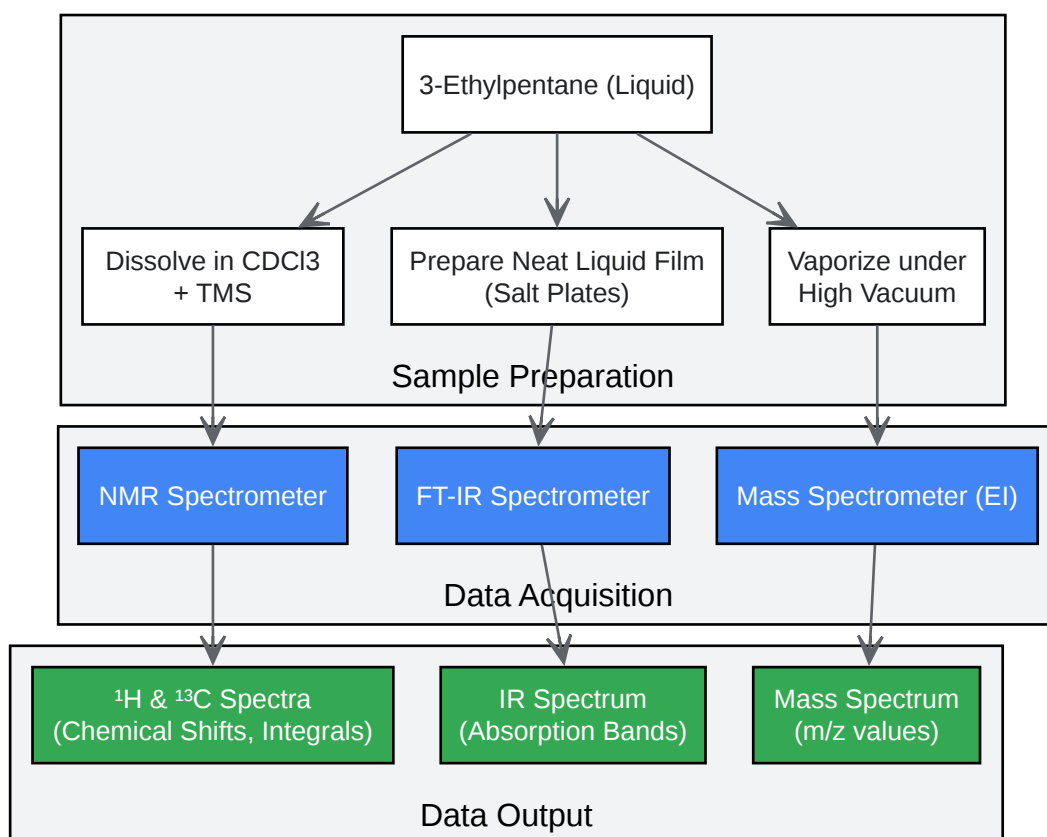 3-Ethylpentane (Liquid)
Dissolve in CDCl3
+ TMS
Prepare Neat Liquid Film
(Salt Plates)
Vaporize under
High Vacuum
Sample Preparation
NMR Spectrometer
FT-IR Spectrometer
Mass Spectrometer (EI)
Data Acquisition
¹H & ¹³C Spectra
(Chemical Shifts, Integrals)
IR Spectrum
(Absorption Bands)
Mass Spectrum
(m/z values)
Data Output